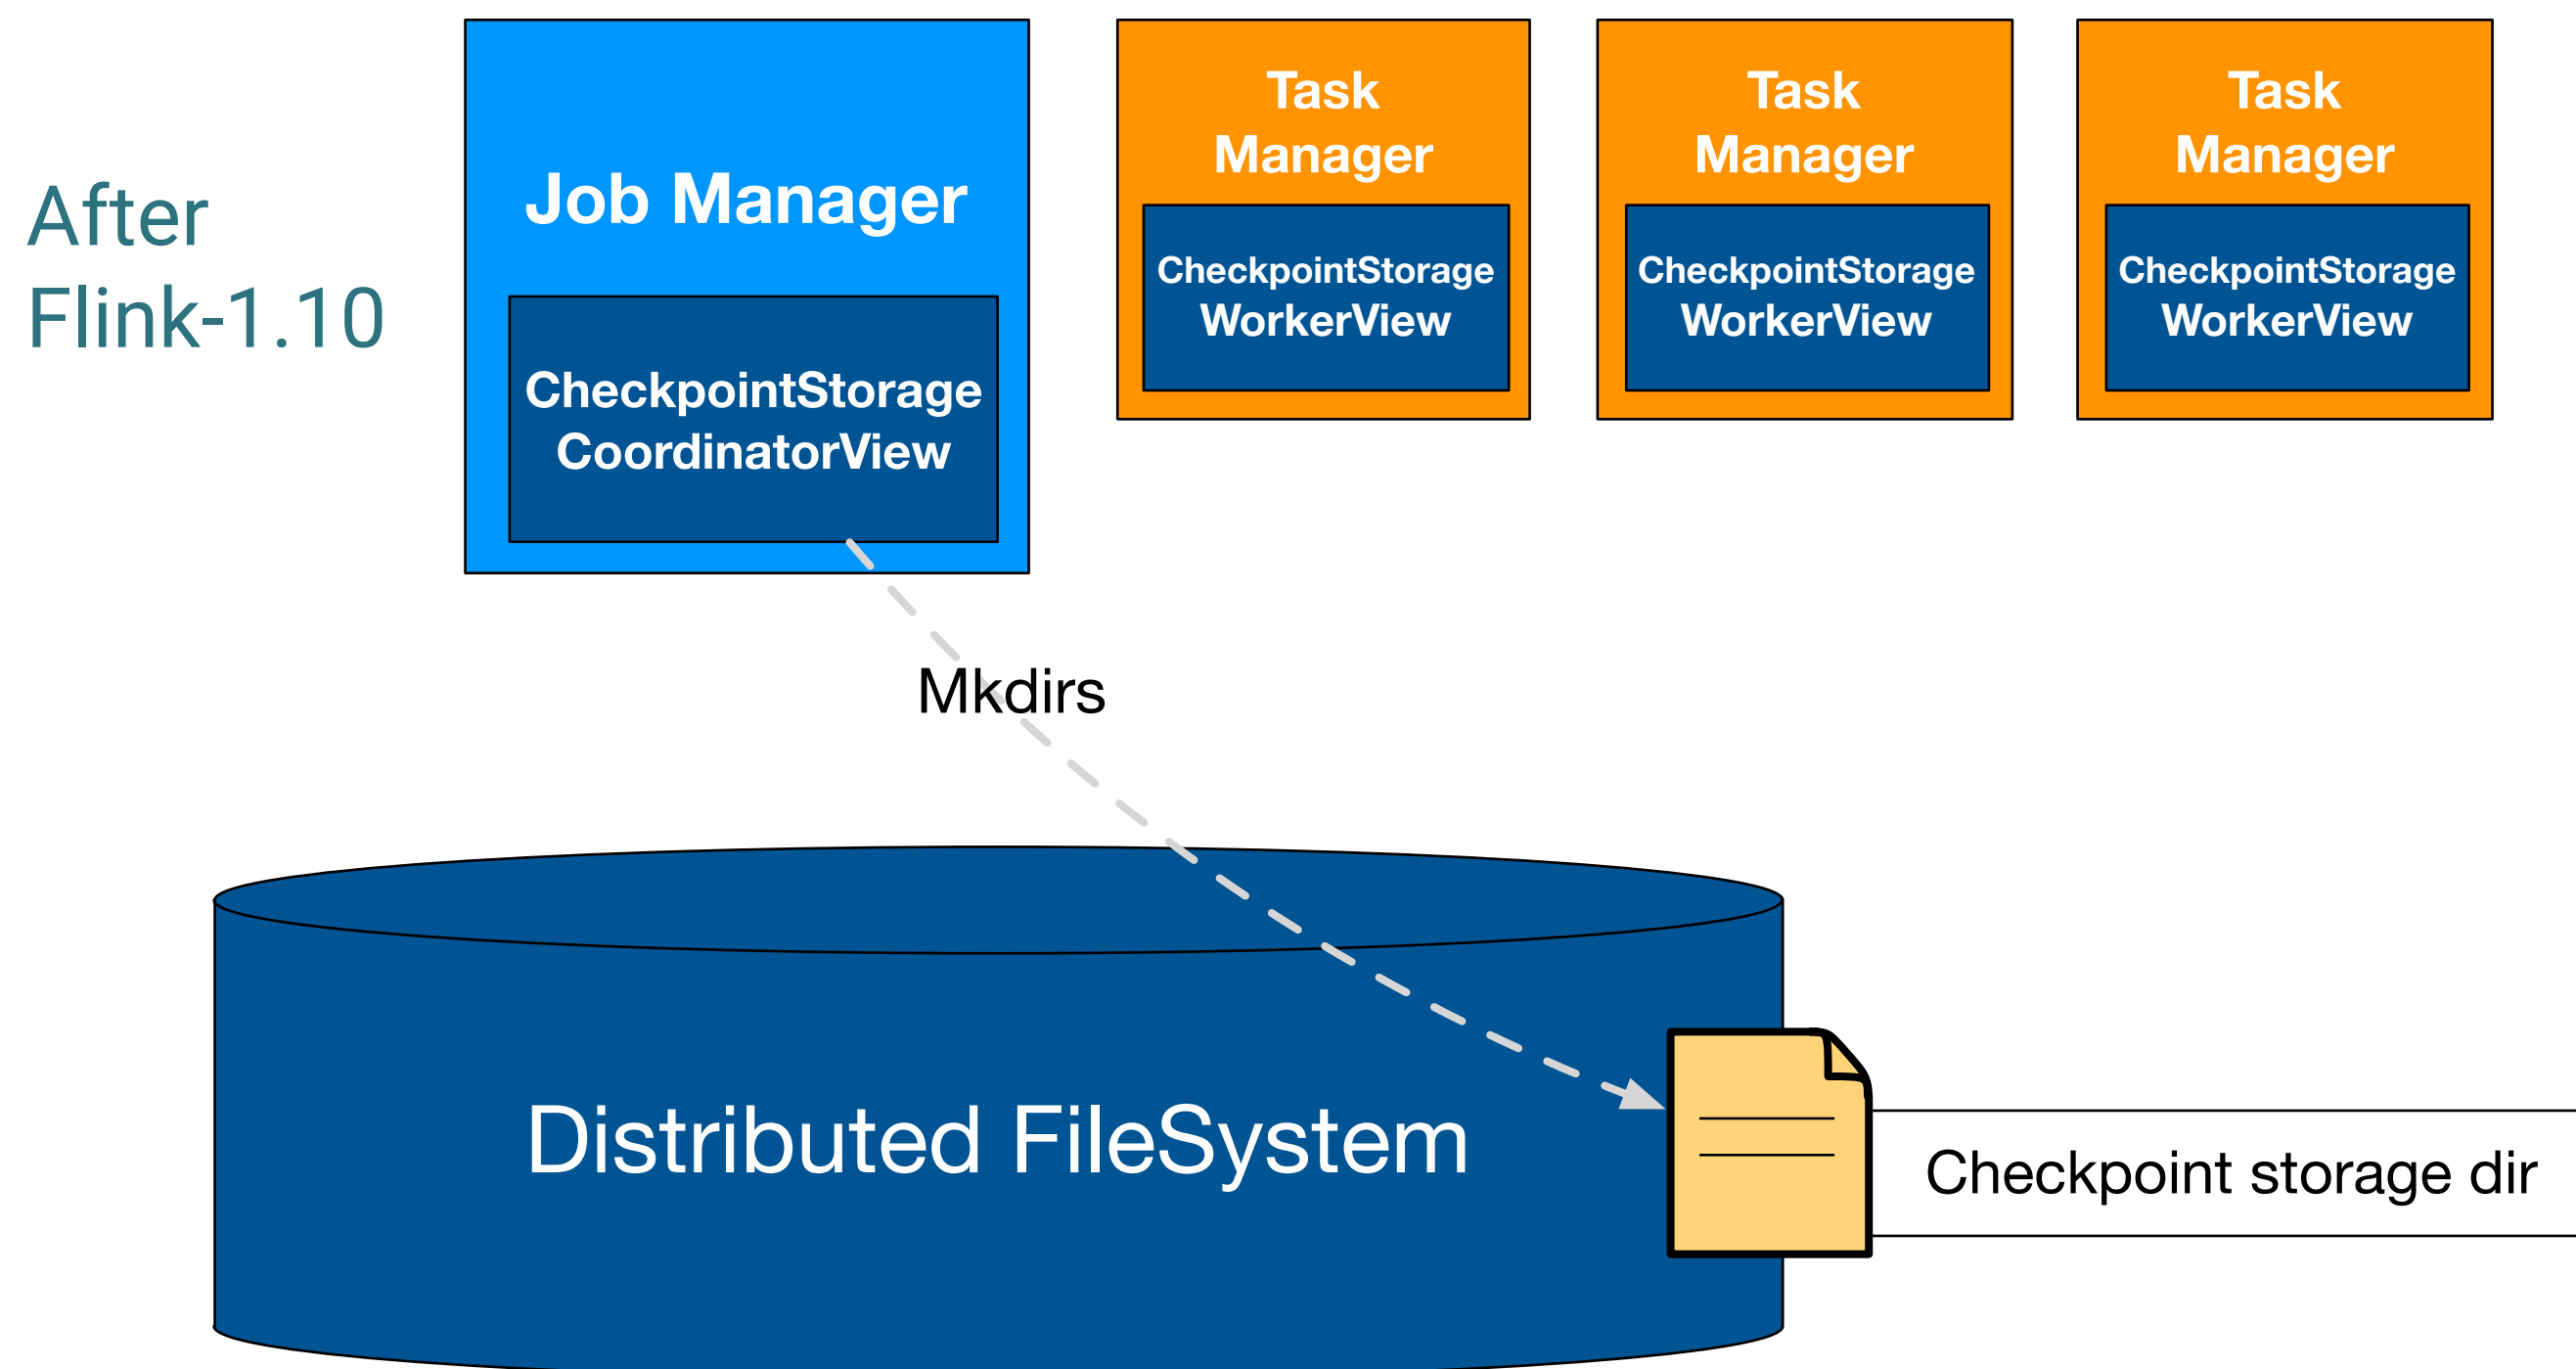 After
Flink-1.10
Job Manager
CheckpointStorage
CoordinatorView
Task
Manager
CheckpointStorage
WorkerView
Task
Manager
CheckpointStorage
WorkerView
Task
Manager
CheckpointStorage
WorkerView
Mkdirs
Distributed FileSystem
Checkpoint storage dir